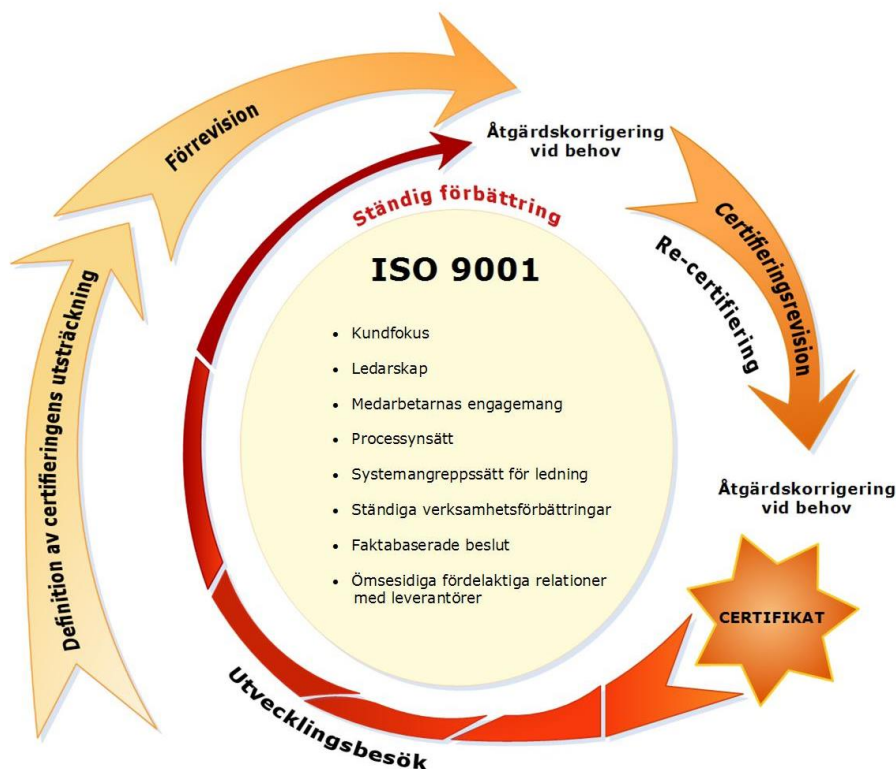 Definition av certifieringens utsträckning
Förrevision
Åtgärdskorrigering
vid behov
Certifieringsrevision
Re-certifiering
Åtgärdskorrigering
vid behov
CERTIFIKAT
Utvecklingsbesök
Ständig förbättring
ISO 9001
• Kundfokus
• Ledarskap
• Medarbetarnas engagemang
• Processynsätt
• Systemangreppssätt för ledning
• Ständiga verksamhetsförbättringar
• Faktabaserade beslut
• Ömsesidiga fördelaktiga relationer
med leverantörer